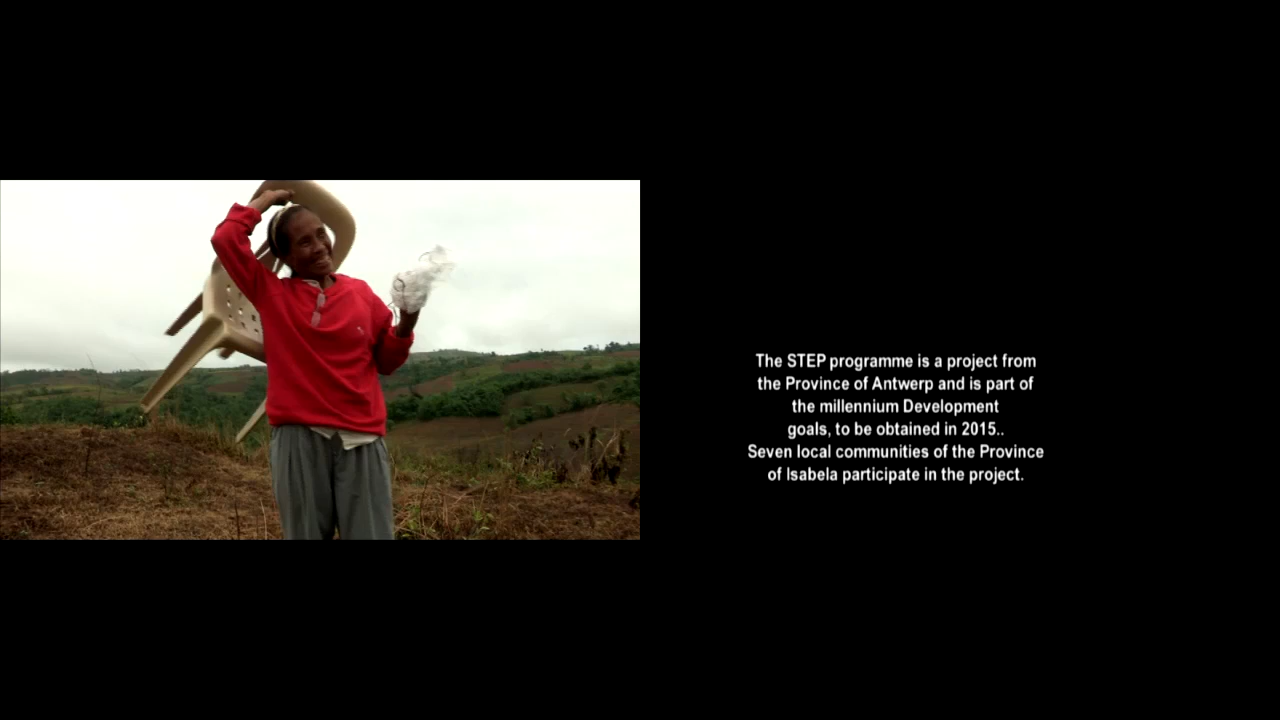 The STEP programme is a project from
the Province of Antwerp and is part of
the millennium Development
goals, to be obtained in 2015..
Seven local communities of the Province
of Isabela participate in the project.